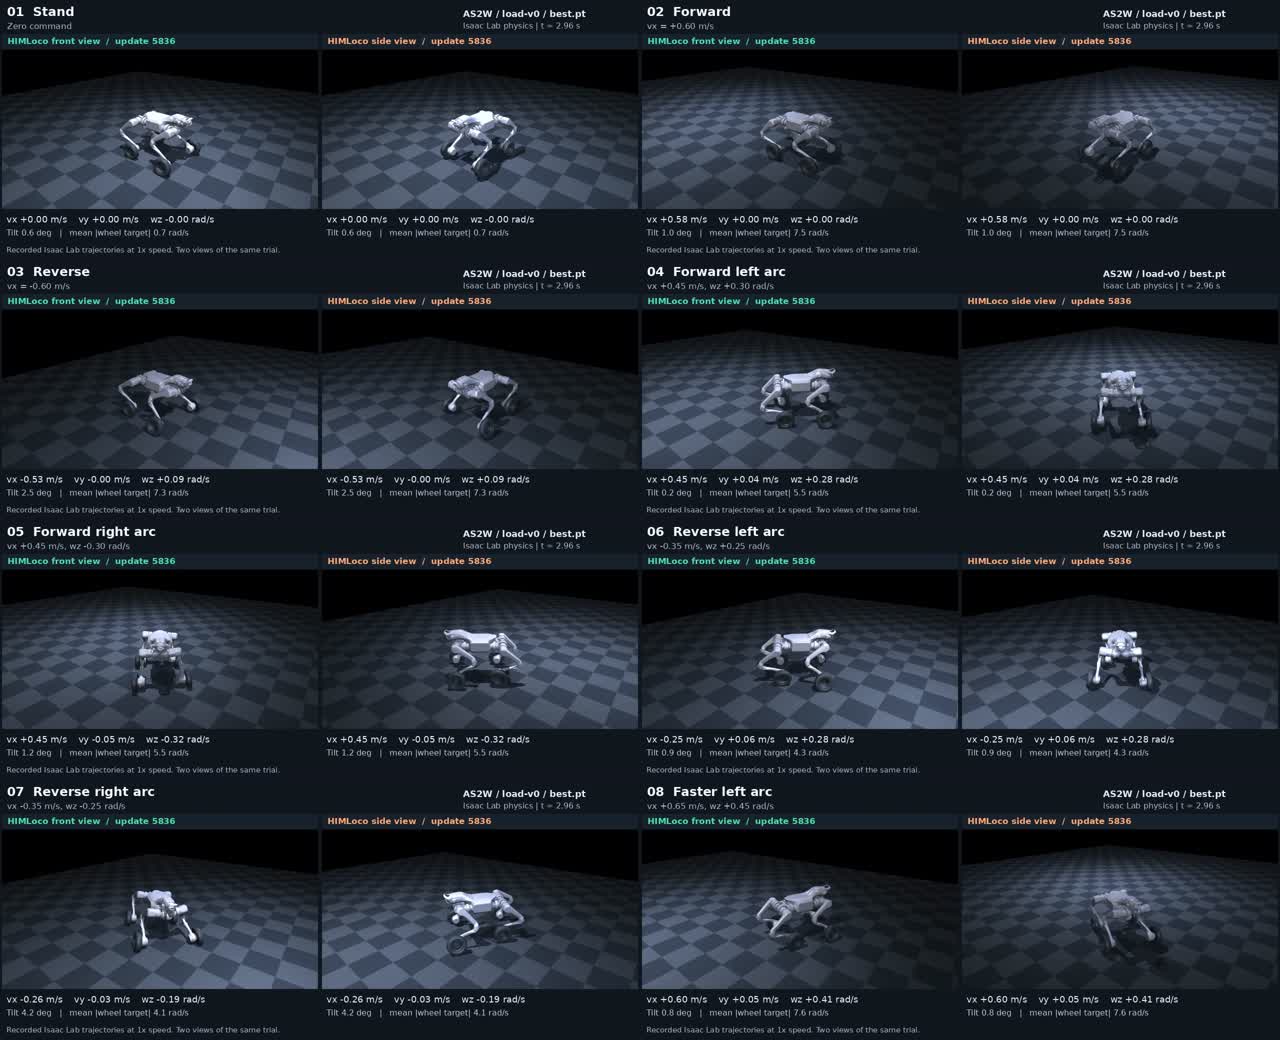 01 Stand
Zero command
AS2W / load-v0 / best.pt
Isaac Lab physics | t = 2.96 s
HIMLoco front view / update 5836
HIMLoco side view / update 5836
vx +0.00 m/s vy +0.00 m/s wz -0.00 rad/s
Tilt 0.6 deg | mean |wheel target| 0.7 rad/s
vx +0.00 m/s vy +0.00 m/s wz -0.00 rad/s
Tilt 0.6 deg | mean |wheel target| 0.7 rad/s
Recorded Isaac Lab trajectories at 1x speed. Two views of the same trial.
02 Forward
vx = +0.60 m/s
AS2W / load-v0 / best.pt
Isaac Lab physics | t = 2.96 s
HIMLoco front view / update 5836
HIMLoco side view / update 5836
vx +0.58 m/s vy +0.00 m/s wz +0.00 rad/s
Tilt 1.0 deg | mean |wheel target| 7.5 rad/s
vx +0.58 m/s vy +0.00 m/s wz +0.00 rad/s
Tilt 1.0 deg | mean |wheel target| 7.5 rad/s
Recorded Isaac Lab trajectories at 1x speed. Two views of the same trial.
03 Reverse
vx = -0.60 m/s
AS2W / load-v0 / best.pt
Isaac Lab physics | t = 2.96 s
HIMLoco front view / update 5836
HIMLoco side view / update 5836
vx -0.53 m/s vy -0.00 m/s wz +0.09 rad/s
Tilt 2.5 deg | mean |wheel target| 7.3 rad/s
vx -0.53 m/s vy -0.00 m/s wz +0.09 rad/s
Tilt 2.5 deg | mean |wheel target| 7.3 rad/s
Recorded Isaac Lab trajectories at 1x speed. Two views of the same trial.
04 Forward left arc
vx +0.45 m/s, wz +0.30 rad/s
AS2W / load-v0 / best.pt
Isaac Lab physics | t = 2.96 s
HIMLoco front view / update 5836
HIMLoco side view / update 5836
vx +0.45 m/s vy +0.04 m/s wz +0.28 rad/s
Tilt 0.2 deg | mean |wheel target| 5.5 rad/s
vx +0.45 m/s vy +0.04 m/s wz +0.28 rad/s
Tilt 0.2 deg | mean |wheel target| 5.5 rad/s
Recorded Isaac Lab trajectories at 1x speed. Two views of the same trial.
05 Forward right arc
vx +0.45 m/s, wz -0.30 rad/s
AS2W / load-v0 / best.pt
Isaac Lab physics | t = 2.96 s
HIMLoco front view / update 5836
HIMLoco side view / update 5836
vx +0.45 m/s vy -0.05 m/s wz -0.32 rad/s
Tilt 1.2 deg | mean |wheel target| 5.5 rad/s
vx +0.45 m/s vy -0.05 m/s wz -0.32 rad/s
Tilt 1.2 deg | mean |wheel target| 5.5 rad/s
Recorded Isaac Lab trajectories at 1x speed. Two views of the same trial.
06 Reverse left arc
vx -0.35 m/s, wz +0.25 rad/s
AS2W / load-v0 / best.pt
Isaac Lab physics | t = 2.96 s
HIMLoco front view / update 5836
HIMLoco side view / update 5836
vx -0.25 m/s vy +0.06 m/s wz +0.28 rad/s
Tilt 0.9 deg | mean |wheel target| 4.3 rad/s
vx -0.25 m/s vy +0.06 m/s wz +0.28 rad/s
Tilt 0.9 deg | mean |wheel target| 4.3 rad/s
Recorded Isaac Lab trajectories at 1x speed. Two views of the same trial.
07 Reverse right arc
vx -0.35 m/s, wz -0.25 rad/s
AS2W / load-v0 / best.pt
Isaac Lab physics | t = 2.96 s
HIMLoco front view / update 5836
HIMLoco side view / update 5836
vx -0.26 m/s vy -0.03 m/s wz -0.19 rad/s
Tilt 4.2 deg | mean |wheel target| 4.1 rad/s
vx -0.26 m/s vy -0.03 m/s wz -0.19 rad/s
Tilt 4.2 deg | mean |wheel target| 4.1 rad/s
Recorded Isaac Lab trajectories at 1x speed. Two views of the same trial.
08 Faster left arc
vx +0.65 m/s, wz +0.45 rad/s
AS2W / load-v0 / best.pt
Isaac Lab physics | t = 2.96 s
HIMLoco front view / update 5836
HIMLoco side view / update 5836
vx +0.60 m/s vy +0.05 m/s wz +0.41 rad/s
Tilt 0.8 deg | mean |wheel target| 7.6 rad/s
vx +0.60 m/s vy +0.05 m/s wz +0.41 rad/s
Tilt 0.8 deg | mean |wheel target| 7.6 rad/s
Recorded Isaac Lab trajectories at 1x speed. Two views of the same trial.